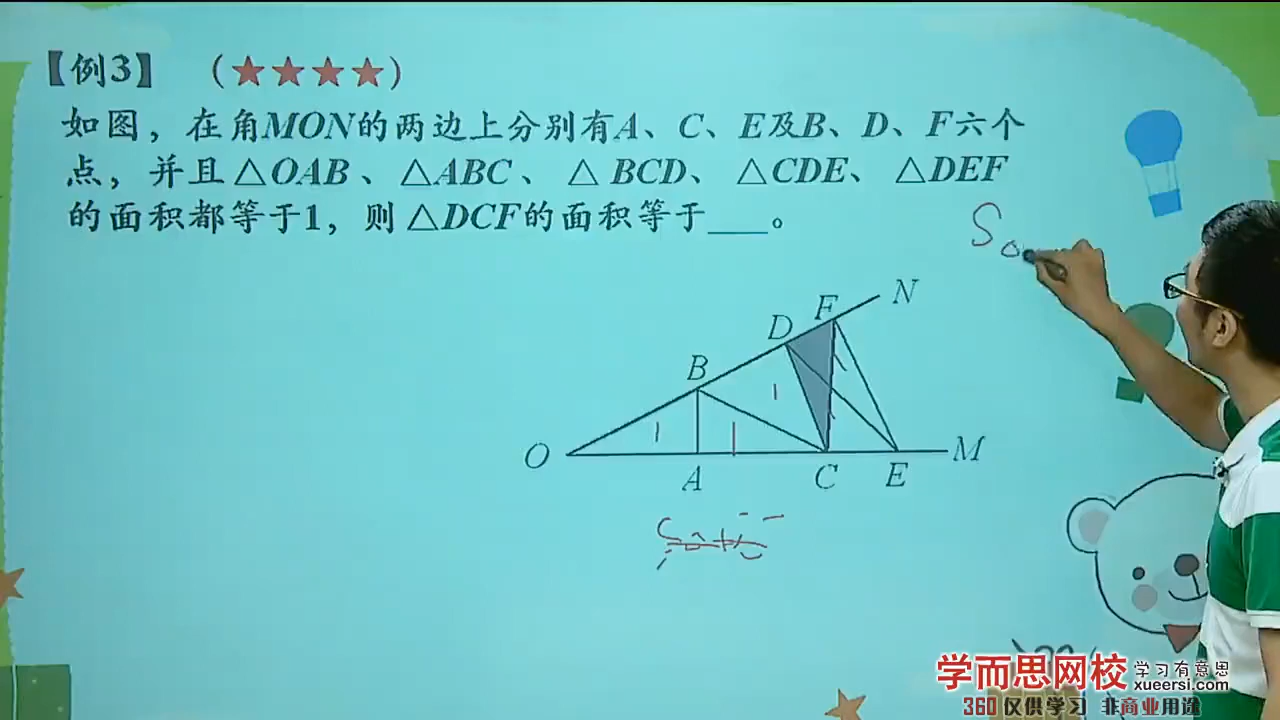 【例3】 (★★★★)
如图，在角MON的两边上分别有A、C、E及B、D、F六个
点，并且△OAB、△ABC、△BCD、△CDE、△DEF
的面积都等于1，则△DCF的面积等于___。
S
N
F
D
B
1
1
1
O
A
C
E
M
学而思网校
学习有意思
xueersi.com
360 仅供学习 非商业用途